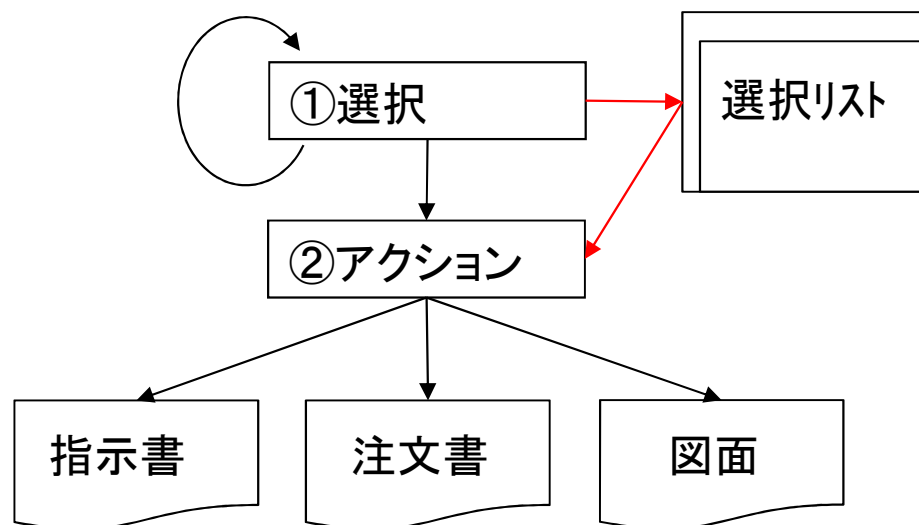 ①選択
選択リスト
②アクション
指示書
注文書
図面